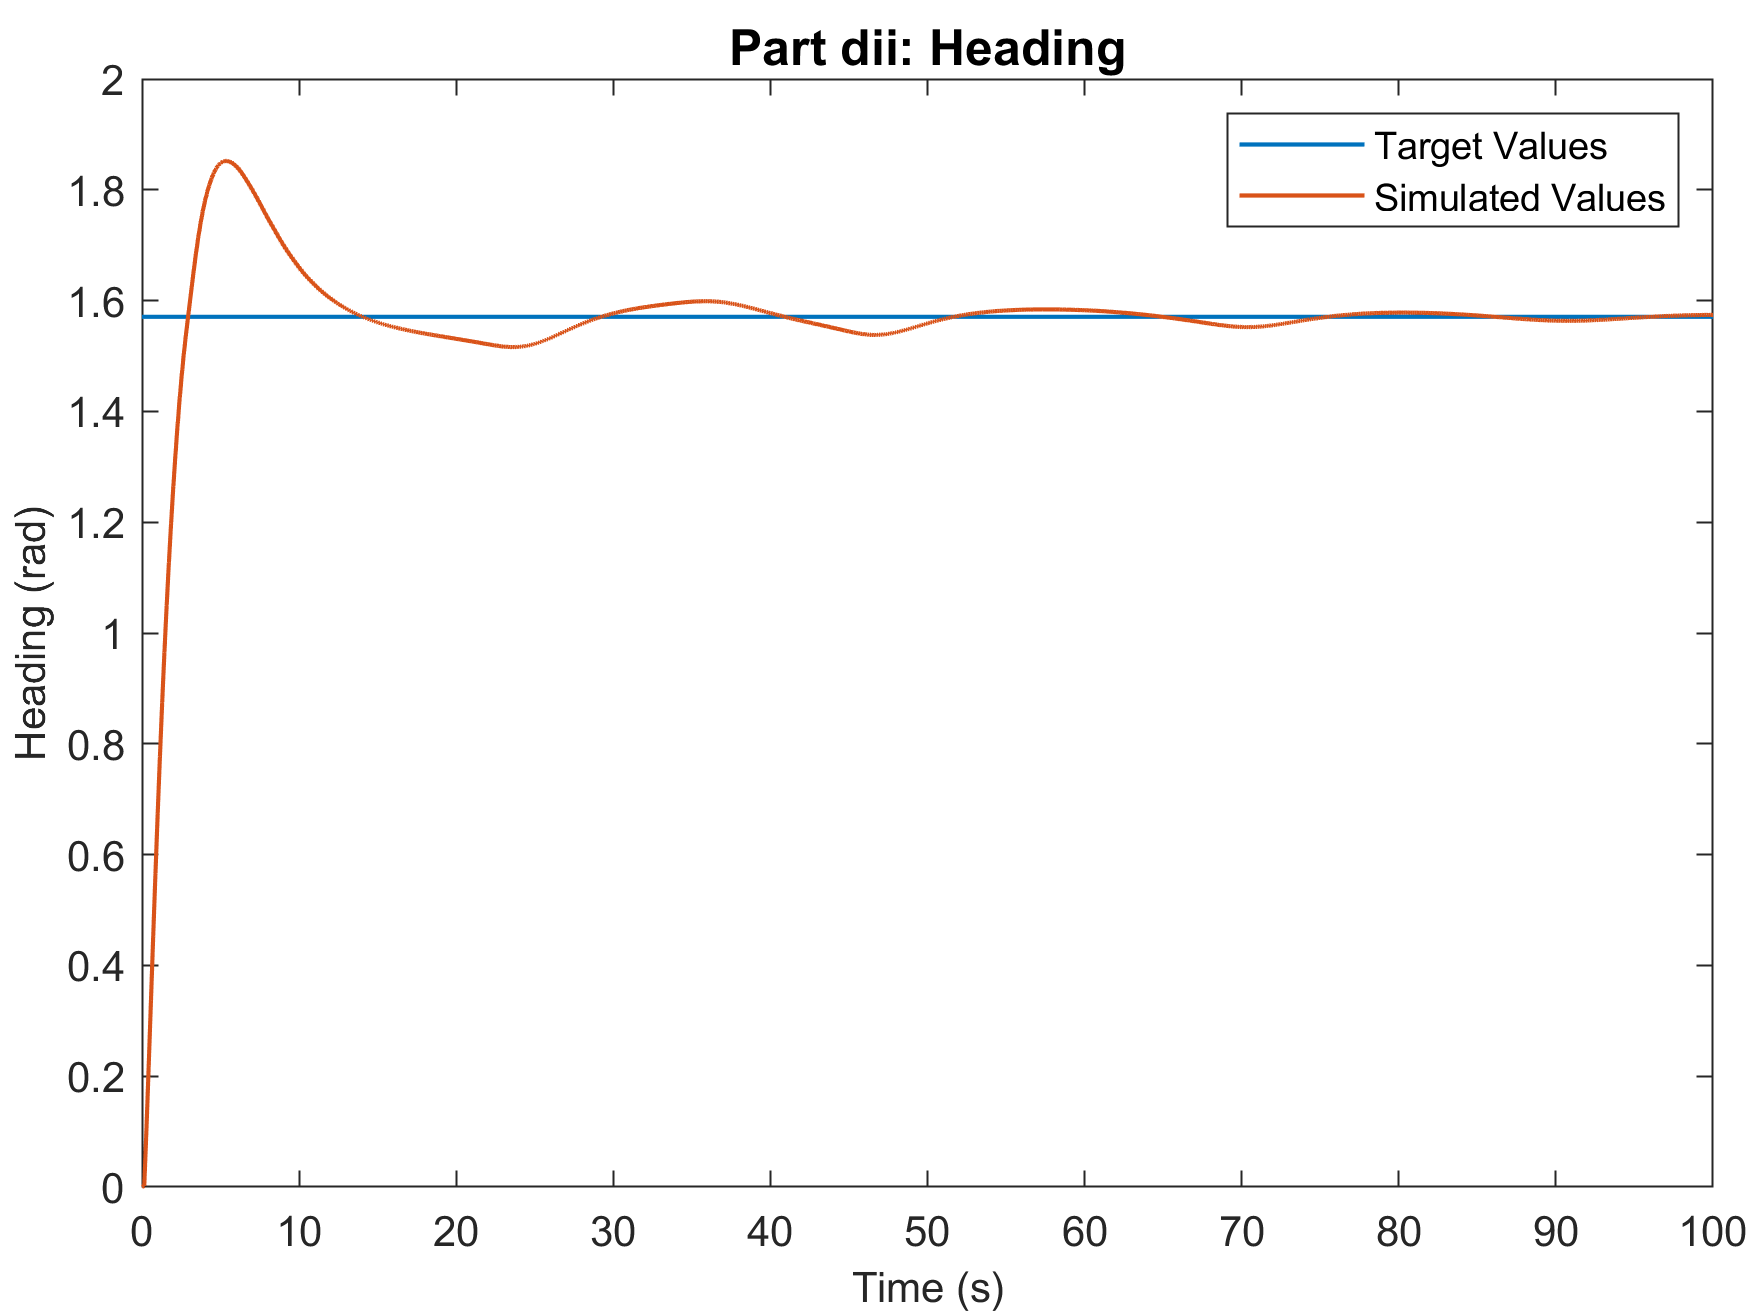 Part dii: Heading
Target Values
Simulated Values
2
1.8
1.6
1.4
1.2
1
0.8
0.6
0.4
0.2
0
Heading (rad)
0 10 20 30 40 50 60 70 80 90 100
Time (s)